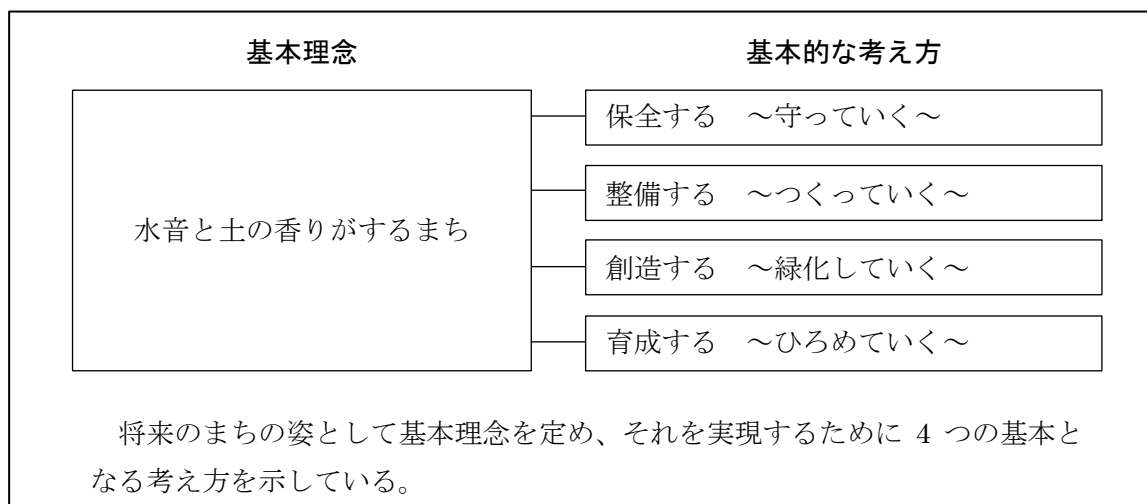 基本理念
基本的な考え方
水音と土の香りがするまち
保全する　～守っていく～
整備する　～つくっていく～
創造する　～緑化していく～
育成する　～ひろめていく～
　将来のまちの姿として基本理念を定め、それを実現するために 4 つの基本と
なる考え方を示している。